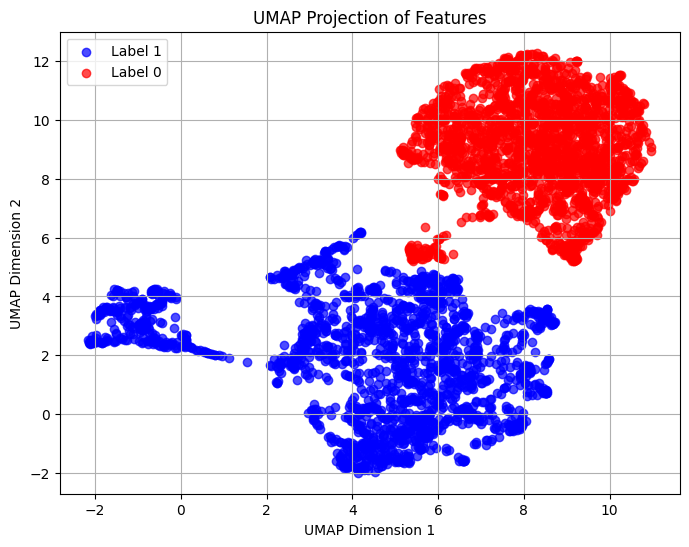 UMAP Projection of Features
Label 1
Label 0
12
10
8
6
4
2
0
−2
−2 0 2 4 6 8 10
UMAP Dimension 1
UMAP Dimension 2